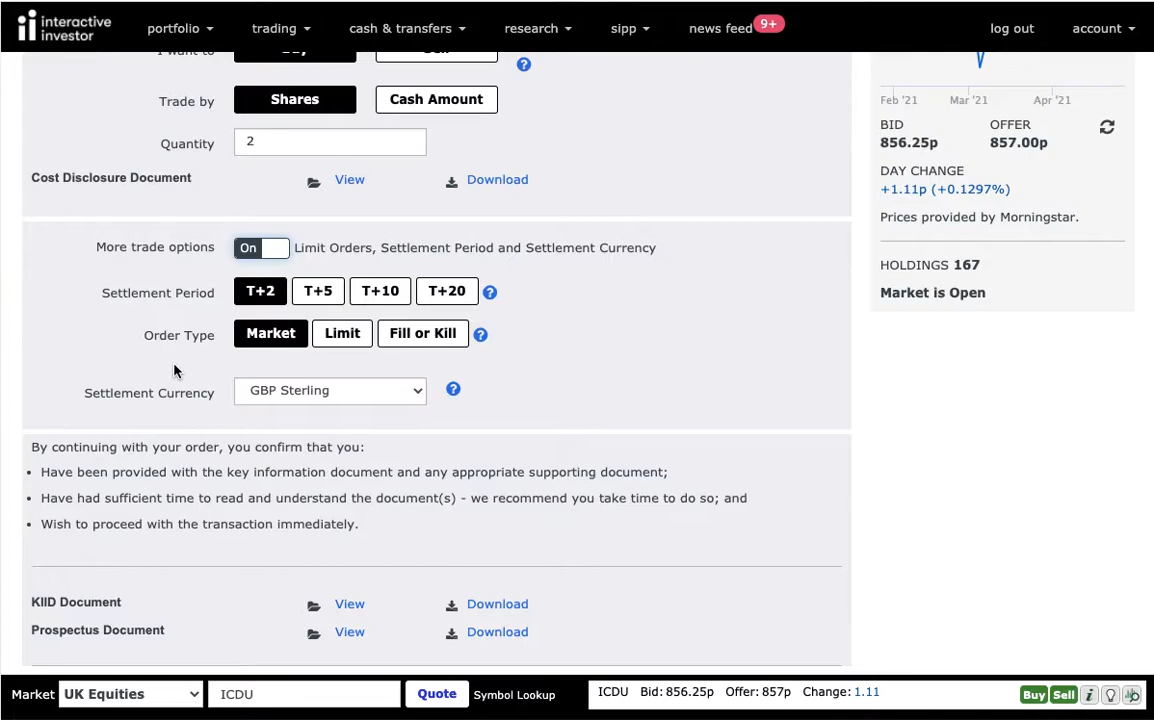 interactive investor
portfolio
trading
cash & transfers
research
sipp
news feed 9+
log out
account
I want to
Trade by Shares Cash Amount
Quantity 2
Cost Disclosure Document View Download
More trade options On Limit Orders, Settlement Period and Settlement Currency
Settlement Period T+2 T+5 T+10 T+20 ?
Order Type Market Limit Fill or Kill ?
Settlement Currency GBP Sterling ?
By continuing with your order, you confirm that you:
• Have been provided with the key information document and any appropriate supporting document;
• Have had sufficient time to read and understand the document(s) - we recommend you take time to do so; and
• Wish to proceed with the transaction immediately.
KIID Document View Download
Prospectus Document View Download
Feb '21 Mar '21 Apr '21
BID OFFER
856.25p 857.00p
DAY CHANGE
+1.11p (+0.1297%)
Prices provided by Morningstar.
HOLDINGS 167
Market is Open
Market UK Equities ICDU Quote Symbol Lookup ICDU Bid: 856.25p Offer: 857p Change: 1.11 Buy Sell i